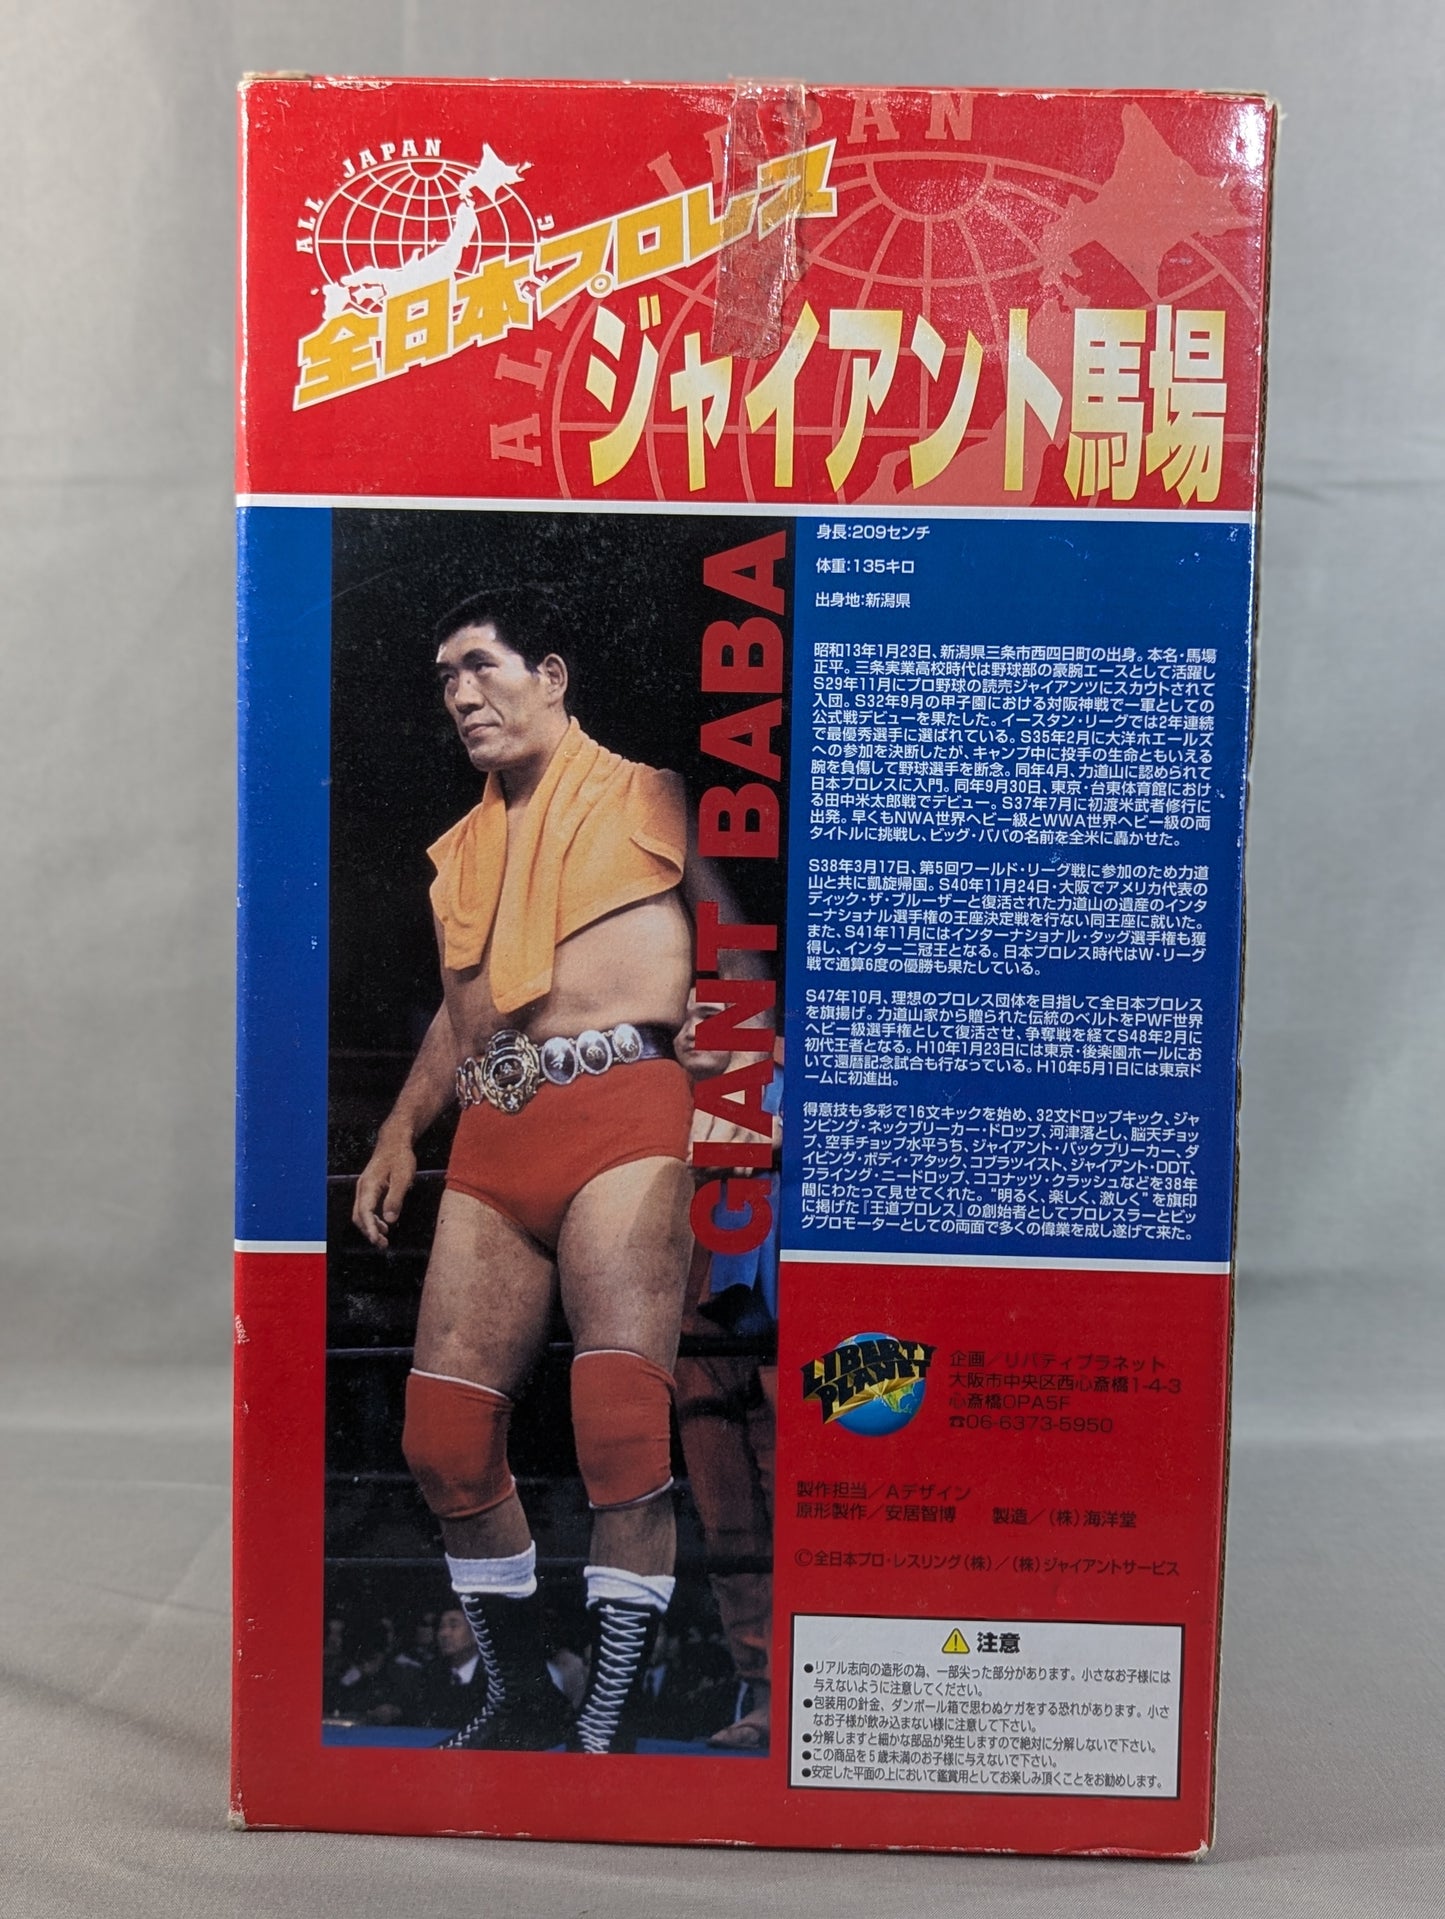 ALL JAPAN
全日本プロレス
ジャイアント馬場
GIANT BABA
身長:209センチ
体重:135キロ
出身地:新潟県
昭和13年1月23日、新潟県三条市西四日町の出身。本名・馬場
正平。三条実業高校時代は野球部の豪腕エースとして活躍し
S29年11月にプロ野球の読売ジャイアンツにスカウトされて
入団。S32年9月の甲子園における対阪神戦で一軍としての
公式戦デビューを果たした。イースタン・リーグでは2年連続
で最優秀選手に選ばれている。S35年2月に大洋ホエールズ
への参加を決断したが、キャンプ中に投手の生命ともいえる
腕を負傷して野球選手を断念。同年4月、力道山に認められて
日本プロレスに入門。同年9月30日、東京・台東体育館におけ
る田中米太郎戦でデビュー。S37年7月に初渡米武者修行に
出発。早くもNWA世界ヘビー級とWWA世界ヘビー級の両
タイトルに挑戦し、ビッグ・ババの名前を全米に轟かせた。
S38年3月17日、第5回ワールド・リーグ戦に参加のため力道
山と共に凱旋帰国。S40年11月24日・大阪でアメリカ代表の
ディック・ザ・ブルーザーと復活された力道山の遺産のインタ
ーナショナル選手権の王座決定戦を行ない同王座に就いた。
また、S41年11月にはインターナショナル・タッグ選手権も獲
得し、インター二冠王となる。日本プロレス時代はW・リーグ
戦で通算6度の優勝も果たしている。
S47年10月、理想のプロレス団体を目指して全日本プロレス
を旗揚げ。力道山家から贈られた伝統のベルトをPWF世界
ヘビー級選手権として復活させ、争奪戦を経てS48年2月に
初代王者となる。H10年1月23日には東京・後楽園ホールにお
いて還暦記念試合も行なっている。H10年5月1日には東京ド
ームに初進出。
得意技も多彩で16文キックを始め、32文ドロップキック、ジャ
ンピング・ネックブリーカー・ドロップ、河津落とし、脳天チョッ
プ、空手チョップ水平うち、ジャイアント・バックブリーカー、ダ
イビング・ボディ・アタック、コブラツイスト、ジャイアント・DDT、
フライング・ニードロップ、ココナッツ・クラッシュなどを38年
間にわたって見せてくれた。“明るく、楽しく、激しく”を旗印
に掲げた『王道プロレス』の創始者としてプロレスラーとビッ
グプロモーターとしての両面で多くの偉業を成し遂げて来た。
LIBERTY
PLANET
企画/リバティプラネット
大阪市中央区西心斎橋1-4-3
心斎橋OPA5F
☎06-6373-5950
製作担当/Aデザイン
原形製作/安居智博 製造/(株)海洋堂
©全日本プロ・レスリング(株)/(株)ジャイアントサービス
注意
●リアル志向の造形の為、一部尖った部分があります。小さなお子様には
与えないように注意してください。
●包装用の針金、ダンボール箱で思わぬケガをする恐れがあります。小さ
なお子様が飲み込まない様に注意して下さい。
●分解しますと細かな部品が発生しますので絶対に分解しないで下さい。
●この商品を5歳未満のお子様に与えないで下さい。
●安定した平面の上において鑑賞用としてお楽しみ頂くことをお勧めします。